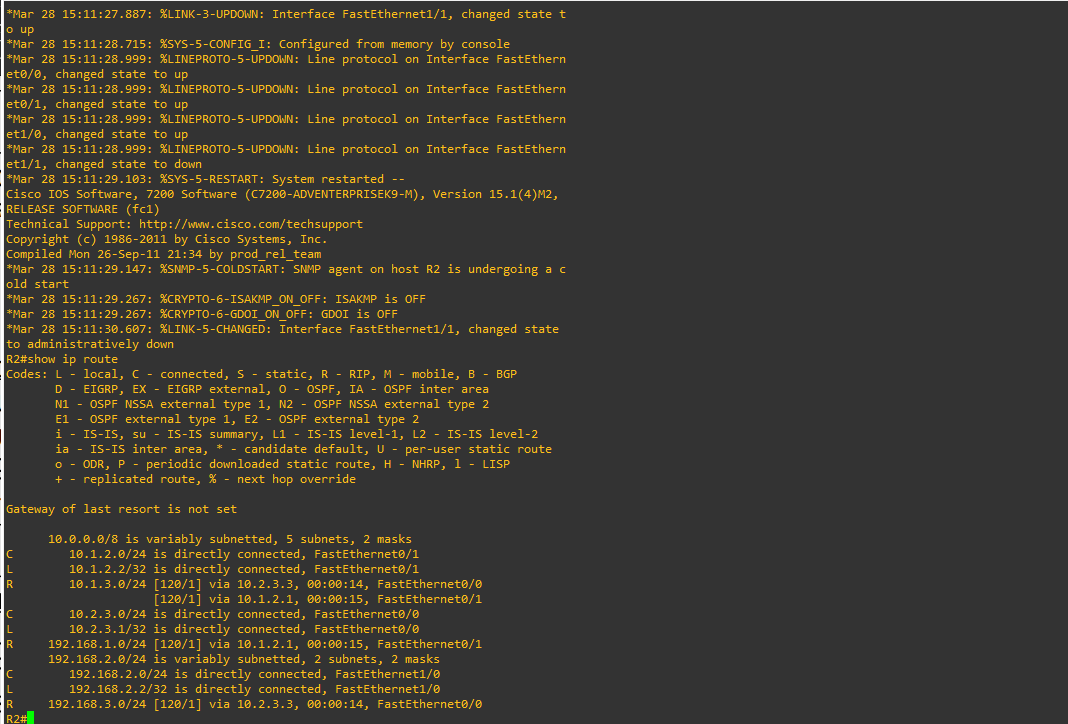 *Mar 28 15:11:27.887: %LINK-3-UPDOWN: Interface FastEthernet1/1, changed state t
o up
*Mar 28 15:11:28.715: %SYS-5-CONFIG_I: Configured from memory by console
*Mar 28 15:11:28.999: %LINEPROTO-5-UPDOWN: Line protocol on Interface FastEthern
et0/0, changed state to up
*Mar 28 15:11:28.999: %LINEPROTO-5-UPDOWN: Line protocol on Interface FastEthern
et0/1, changed state to up
*Mar 28 15:11:28.999: %LINEPROTO-5-UPDOWN: Line protocol on Interface FastEthern
et1/0, changed state to up
*Mar 28 15:11:28.999: %LINEPROTO-5-UPDOWN: Line protocol on Interface FastEthern
et1/1, changed state to down
*Mar 28 15:11:29.103: %SYS-5-RESTART: System restarted --
Cisco IOS Software, 7200 Software (C7200-ADVENTERPRISEK9-M), Version 15.1(4)M2,
RELEASE SOFTWARE (fc1)
Technical Support: http://www.cisco.com/techsupport
Copyright (c) 1986-2011 by Cisco Systems, Inc.
Compiled Mon 26-Sep-11 21:34 by prod_rel_team
*Mar 28 15:11:29.147: %SNMP-5-COLDSTART: SNMP agent on host R2 is undergoing a c
old start
*Mar 28 15:11:29.267: %CRYPTO-6-ISAKMP_ON_OFF: ISAKMP is OFF
*Mar 28 15:11:29.267: %CRYPTO-6-GDOI_ON_OFF: GDOI is OFF
*Mar 28 15:11:30.607: %LINK-5-CHANGED: Interface FastEthernet1/1, changed state
to administratively down
R2#show ip route
Codes: L - local, C - connected, S - static, R - RIP, M - mobile, B - BGP
       D - EIGRP, EX - EIGRP external, O - OSPF, IA - OSPF inter area
       N1 - OSPF NSSA external type 1, N2 - OSPF NSSA external type 2
       E1 - OSPF external type 1, E2 - OSPF external type 2
       i - IS-IS, su - IS-IS summary, L1 - IS-IS level-1, L2 - IS-IS level-2
       ia - IS-IS inter area, * - candidate default, U - per-user static route
       o - ODR, P - periodic downloaded static route, H - NHRP, l - LISP
       + - replicated route, % - next hop override

Gateway of last resort is not set

      10.0.0.0/8 is variably subnetted, 5 subnets, 2 masks
C        10.1.2.0/24 is directly connected, FastEthernet0/1
L        10.1.2.2/32 is directly connected, FastEthernet0/1
R        10.1.3.0/24 [120/1] via 10.2.3.3, 00:00:14, FastEthernet0/0
                     [120/1] via 10.1.2.1, 00:00:15, FastEthernet0/1
C        10.2.3.0/24 is directly connected, FastEthernet0/0
L        10.2.3.1/32 is directly connected, FastEthernet0/0
R     192.168.1.0/24 [120/1] via 10.1.2.1, 00:00:15, FastEthernet0/1
      192.168.2.0/24 is variably subnetted, 2 subnets, 2 masks
C        192.168.2.0/24 is directly connected, FastEthernet1/0
L        192.168.2.2/32 is directly connected, FastEthernet1/0
R     192.168.3.0/24 [120/1] via 10.2.3.3, 00:00:14, FastEthernet0/0
R2#